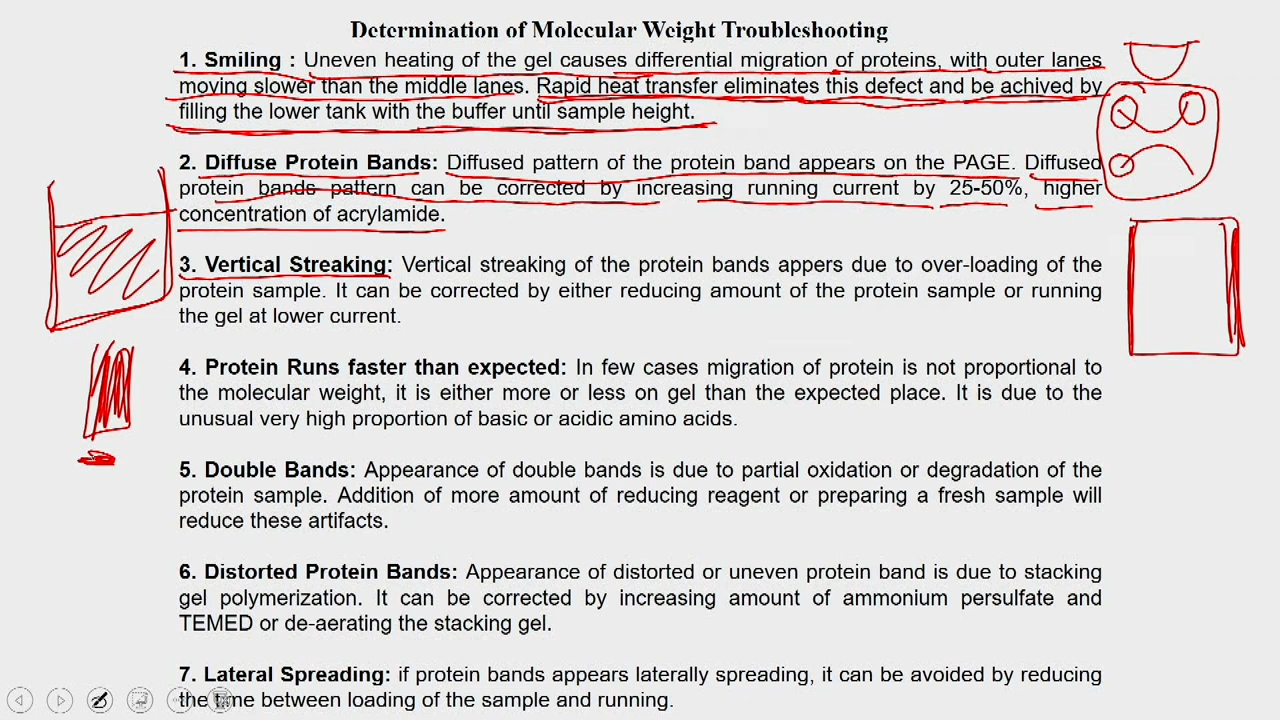 Determination of Molecular Weight Troubleshooting
1. Smiling : Uneven heating of the gel causes differential migration of proteins, with outer lanes
moving slower than the middle lanes. Rapid heat transfer eliminates this defect and be achived by
filling the lower tank with the buffer until sample height.
2. Diffuse Protein Bands: Diffused pattern of the protein band appears on the PAGE. Diffused
protein bands pattern can be corrected by increasing running current by 25-50%, higher
concentration of acrylamide.
3. Vertical Streaking: Vertical streaking of the protein bands appers due to over-loading of the
protein sample. It can be corrected by either reducing amount of the protein sample or running
the gel at lower current.
4. Protein Runs faster than expected: In few cases migration of protein is not proportional to
the molecular weight, it is either more or less on gel than the expected place. It is due to the
unusual very high proportion of basic or acidic amino acids.
5. Double Bands: Appearance of double bands is due to partial oxidation or degradation of the
protein sample. Addition of more amount of reducing reagent or preparing a fresh sample will
reduce these artifacts.
6. Distorted Protein Bands: Appearance of distorted or uneven protein band is due to stacking
gel polymerization. It can be corrected by increasing amount of ammonium persulfate and
TEMED or de-aerating the stacking gel.
7. Lateral Spreading: if protein bands appears laterally spreading, it can be avoided by reducing
the time between loading of the sample and running.